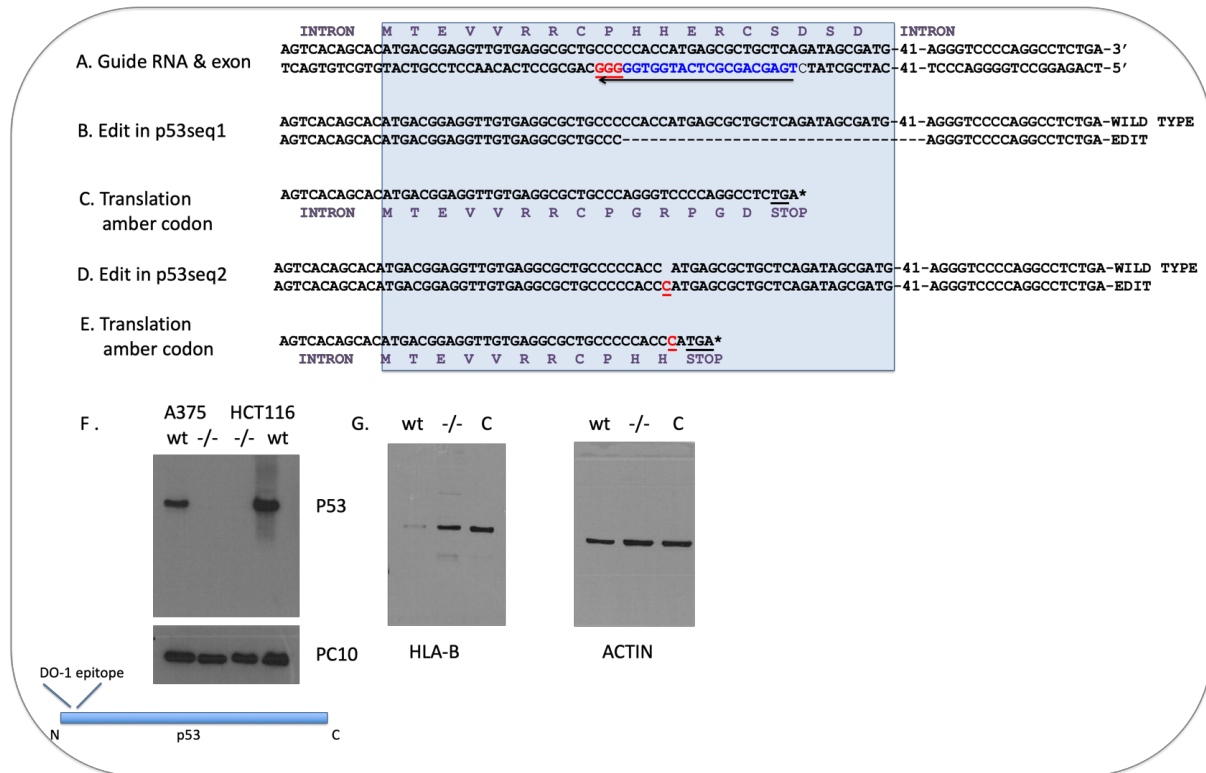 INTRON M T E V V R R C P H H E R C S D S D INTRON
AGTCACAGCACATGACGGAGGTTGTGAGGCGCTGCCCCCACCATGAGCGCTGCTCAGATAGCGATG-41-AGGGTCCCCAGGCCTCTGA-3’
A. Guide RNA & exon
TCAGTGTCGTGTACTGCCTCCAACACTCCGCGACGGGGGTGGTACTCGCGACGAGTCTATCGCTAC-41-TCCCAGGGGTCCGGAGACT-5’
AGTCACAGCACATGACGGAGGTTGTGAGGCGCTGCCCCCACCATGAGCGCTGCTCAGATAGCGATG-41-AGGGTCCCCAGGCCTCTGA-WILD TYPE
B. Edit in p53seq1
AGTCACAGCACATGACGGAGGTTGTGAGGCGCTGCCC----------------------------------AGGGTCCCCAGGCCTCTGA-EDIT
C. Translation
amber codon
AGTCACAGCACATGACGGAGGTTGTGAGGCGCTGCCCAGGGTCCCCAGGCCTCTGA*
INTRON M T E V V R R C P G R P G D STOP
D. Edit in p53seq2
AGTCACAGCACATGACGGAGGTTGTGAGGCGCTGCCCCCACC ATGAGCGCTGCTCAGATAGCGATG-41-AGGGTCCCCAGGCCTCTGA-WILD TYPE
AGTCACAGCACATGACGGAGGTTGTGAGGCGCTGCCCCCACCCATGAGCGCTGCTCAGATAGCGATG-41-AGGGTCCCCAGGCCTCTGA-EDIT
E. Translation
amber codon
AGTCACAGCACATGACGGAGGTTGTGAGGCGCTGCCCCCACCCATGA*
INTRON M T E V V R R C P H H STOP
F .
A375 HCT116
wt -/- -/- wt
P53
PC10
G.
wt -/- C
HLA-B
wt -/- C
ACTIN
DO-1 epitope
N p53 C